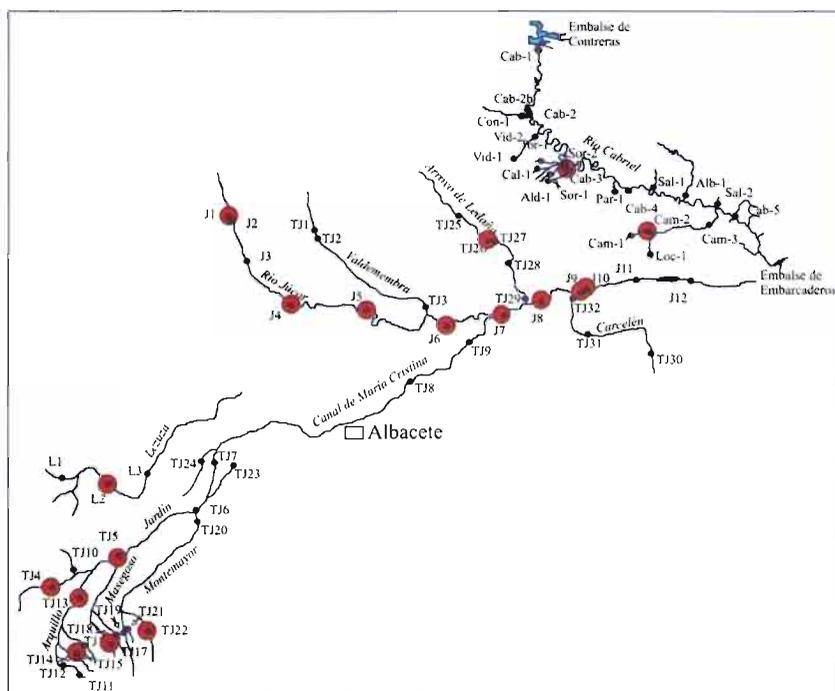 Embalse de
Contreras
Cab-1
Cab-2b
Cab-2
Con-1
Vid-2
Vid-1
Río Cabriel
Cab-3
Cal-1
Ald-1
Sor-1
Par-1
Cab-4
Sal-1
Alb-1
Sal-2
Cab-5
Cam-2
Cam-1
Cam-3
Loc-1
Embalse de
Embarcaderos
Arroyo de Ledaña
TJ25
TJ26
TJ27
TJ28
TJ29
J1
J2
J3
TJ1
TJ2
Valdemembra
Río Júcar
J4
J5
TJ3
J6
J7
J8
J9
J10
J11
J12
TJ32
Carcelén
TJ31
TJ30
TJ9
TJ8
Canal de María Cristina
Albacete
Lezuza
L1
L2
L3
TJ24
TJ7
TJ23
TJ6
TJ20
Jardín
TJ5
TJ10
TJ4
TJ13
Masegoso
Montemayor
Arquillo
TJ19
TJ21
TJ18
TJ22
TJ17
TJ14
TJ15
TJ12
TJ11